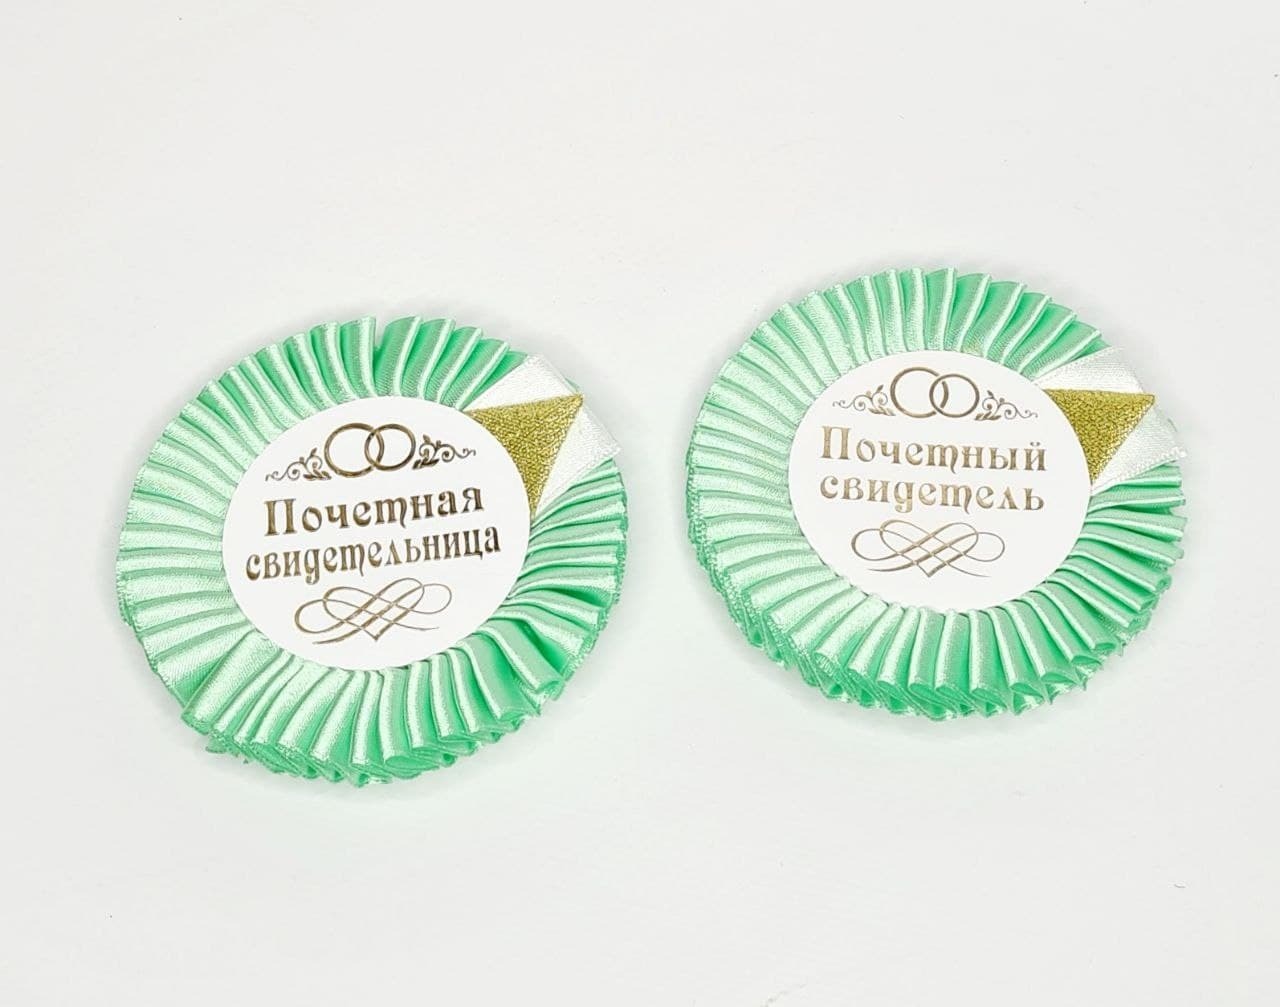 Почетная
свидетельница
Почетный
свидетель